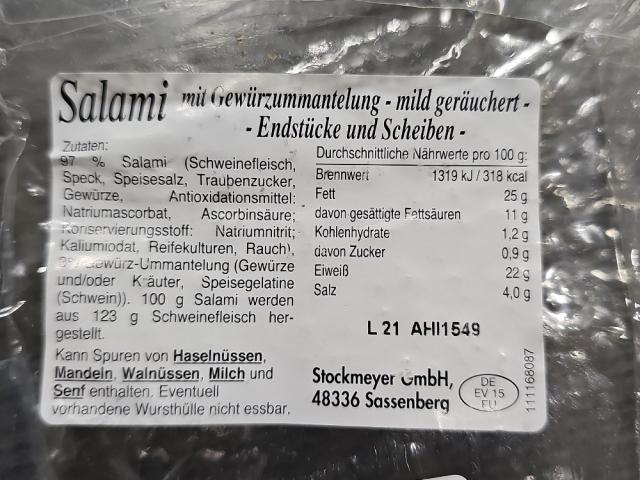 Salami mit Gewürzummantelung - mild geräuchert -
- Endstücke und Scheiben -
Zutaten:
97 % Salami (Schweinefleisch,
Speck, Speisesalz, Traubenzucker,
Gewürze, Antioxidationsmittel:
Natriumascorbat, Ascorbinsäure;
Konservierungsstoff: Natriumnitrit;
Kaliumiodat, Reifekulturen, Rauch),
Gewürz-Ummantelung (Gewürze
und/oder Kräuter, Speisegelatine
(Schwein)). 100 g Salami werden
aus 123 g Schweinefleisch her-
gestellt.
Kann Spuren von Haselnüssen,
Mandeln, Walnüssen, Milch und
Senf enthalten. Eventuell
vorhandene Wursthülle nicht essbar.
Durchschnittliche Nährwerte pro 100 g:
Brennwert 1319 kJ / 318 kcal
Fett 25 g
davon gesättigte Fettsäuren 11 g
Kohlenhydrate 1,2 g
davon Zucker 0,9 g
Eiweiß 22 g
Salz 4,0 g
L 21 AHI1549
Stockmeyer GmbH,
48336 Sassenberg
DE
EV 15
EU
111168087